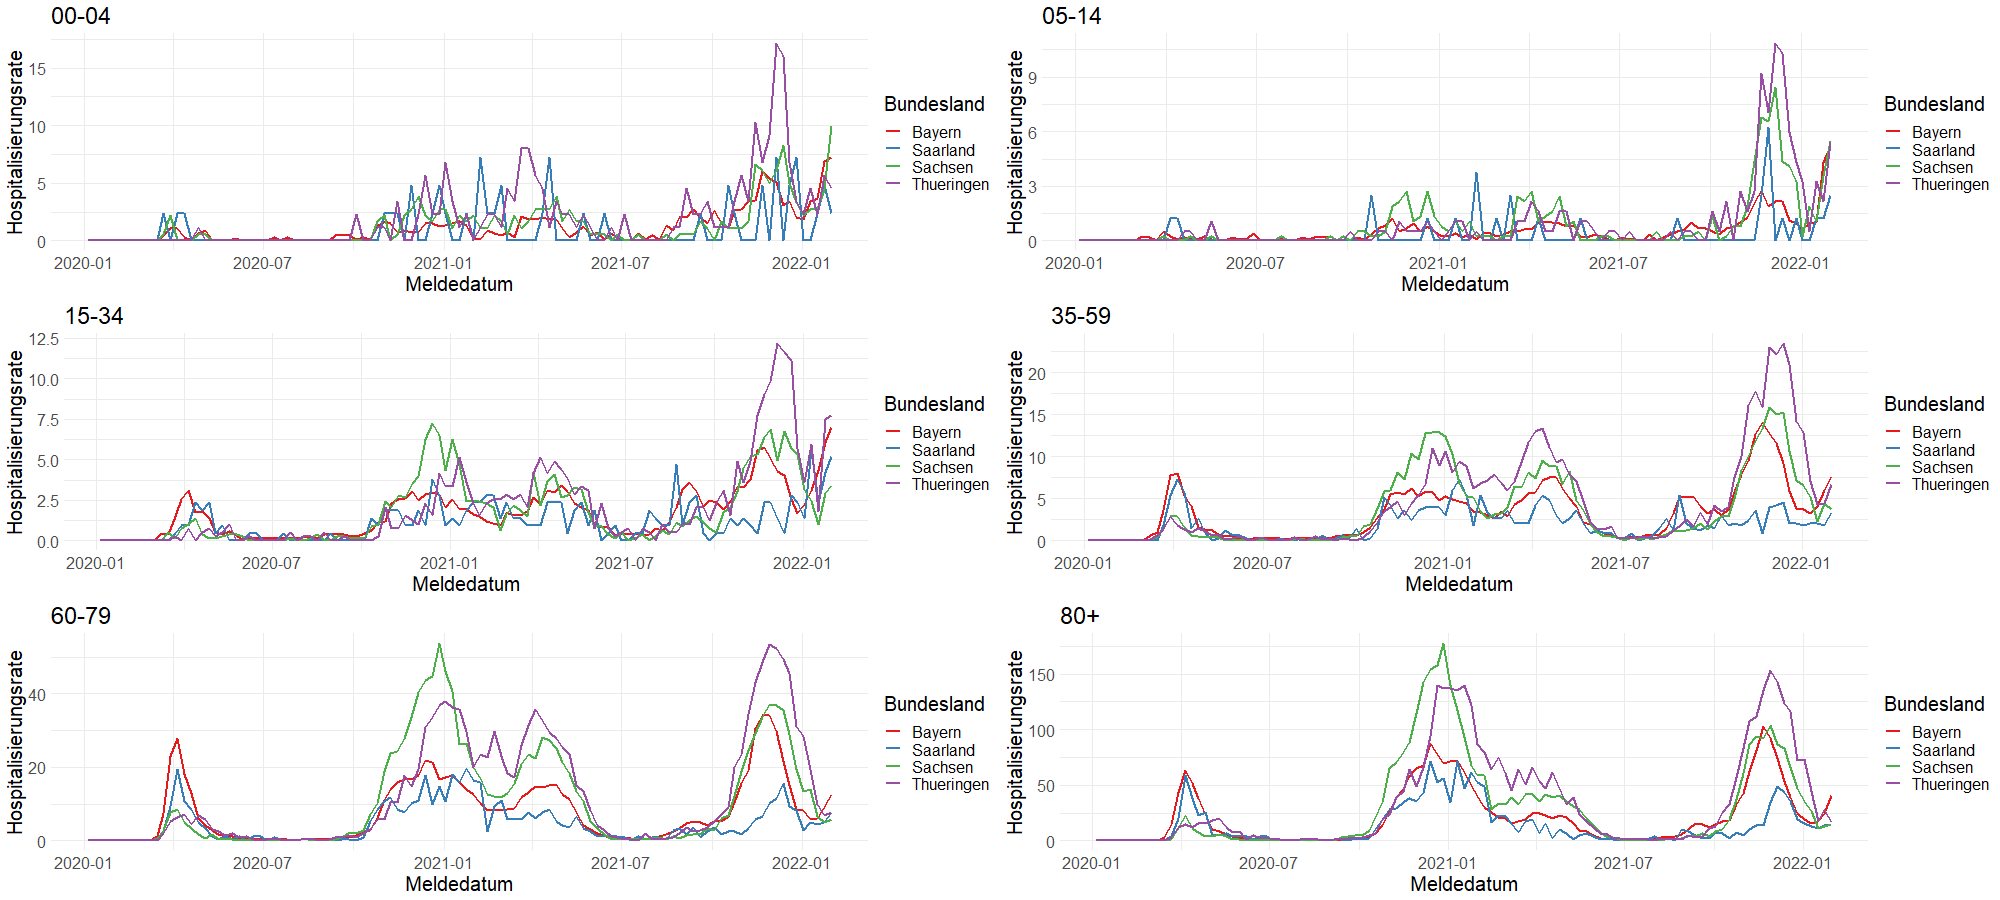 00-04
Hospitalisierungsrate
15
10
5
0
2020-01 2020-07 2021-01 2021-07 2022-01
Meldedatum
Bundesland
Bayern
Saarland
Sachsen
Thueringen
05-14
Hospitalisierungsrate
9
6
3
0
2020-01 2020-07 2021-01 2021-07 2022-01
Meldedatum
Bundesland
Bayern
Saarland
Sachsen
Thueringen
15-34
Hospitalisierungsrate
12.5
10.0
7.5
5.0
2.5
0.0
2020-01 2020-07 2021-01 2021-07 2022-01
Meldedatum
Bundesland
Bayern
Saarland
Sachsen
Thueringen
35-59
Hospitalisierungsrate
20
15
10
5
0
2020-01 2020-07 2021-01 2021-07 2022-01
Meldedatum
Bundesland
Bayern
Saarland
Sachsen
Thueringen
60-79
Hospitalisierungsrate
40
20
0
2020-01 2020-07 2021-01 2021-07 2022-01
Meldedatum
Bundesland
Bayern
Saarland
Sachsen
Thueringen
80+
Hospitalisierungsrate
150
100
50
0
2020-01 2020-07 2021-01 2021-07 2022-01
Meldedatum
Bundesland
Bayern
Saarland
Sachsen
Thueringen